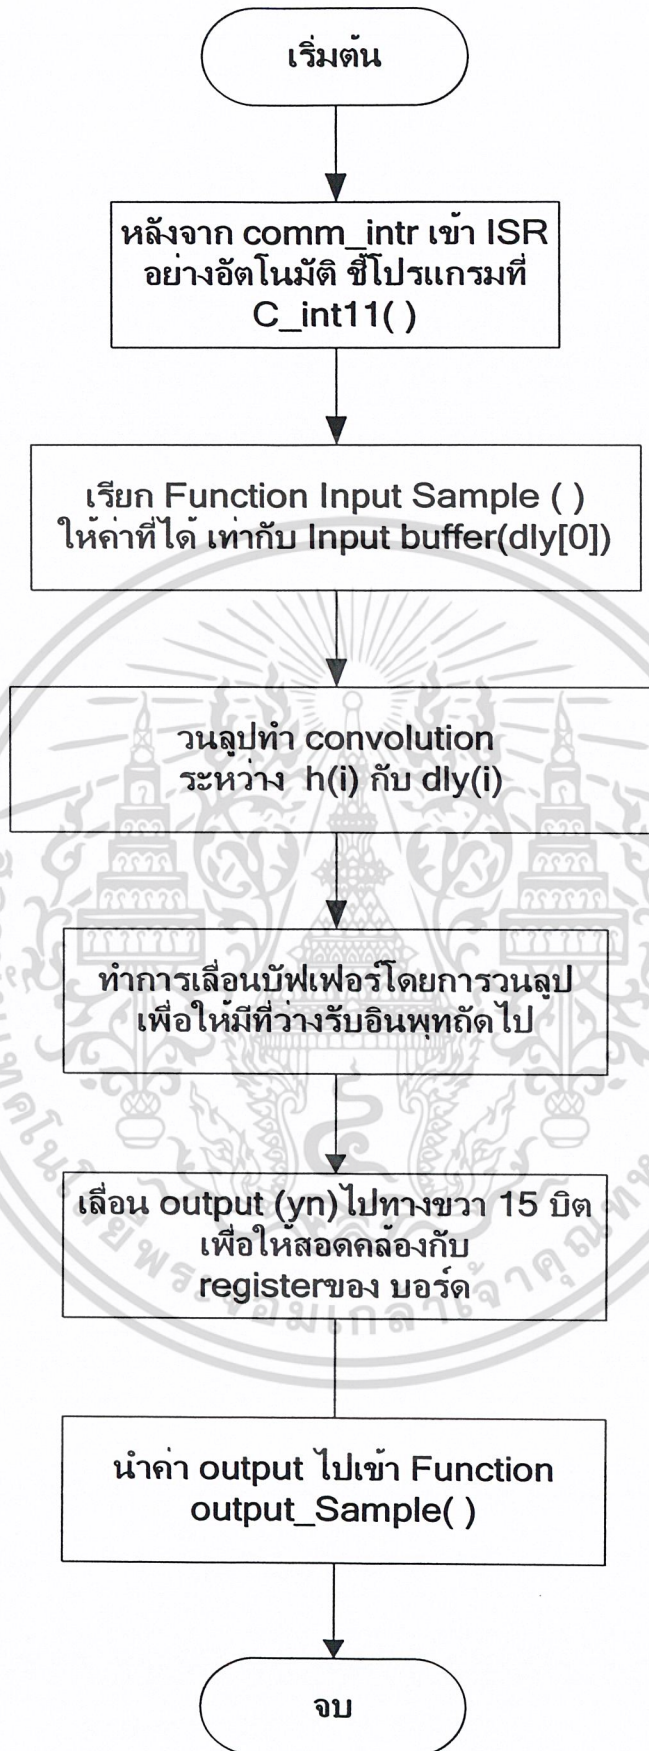 เริ่มต้น
หลังจาก comm_intr เข้า ISR
อย่างอัตโนมัติ ชี้โปรแกรมที่
C_int11( )
เรียก Function Input Sample ( )
ให้ค่าที่ได้ เท่ากับ Input buffer(dly[0])
วนลูปทำ convolution
ระหว่าง h(i) กับ dly(i)
ทำการเลื่อนบัฟเฟอร์โดยการวนลูป
เพื่อให้มีที่ว่างรับอินพุทถัดไป
เลื่อน output (yn)ไปทางขวา 15 บิต
เพื่อให้สอดคล้องกับ
registerของ บอร์ด
นำค่า output ไปเข้า Function
output_Sample( )
จบ